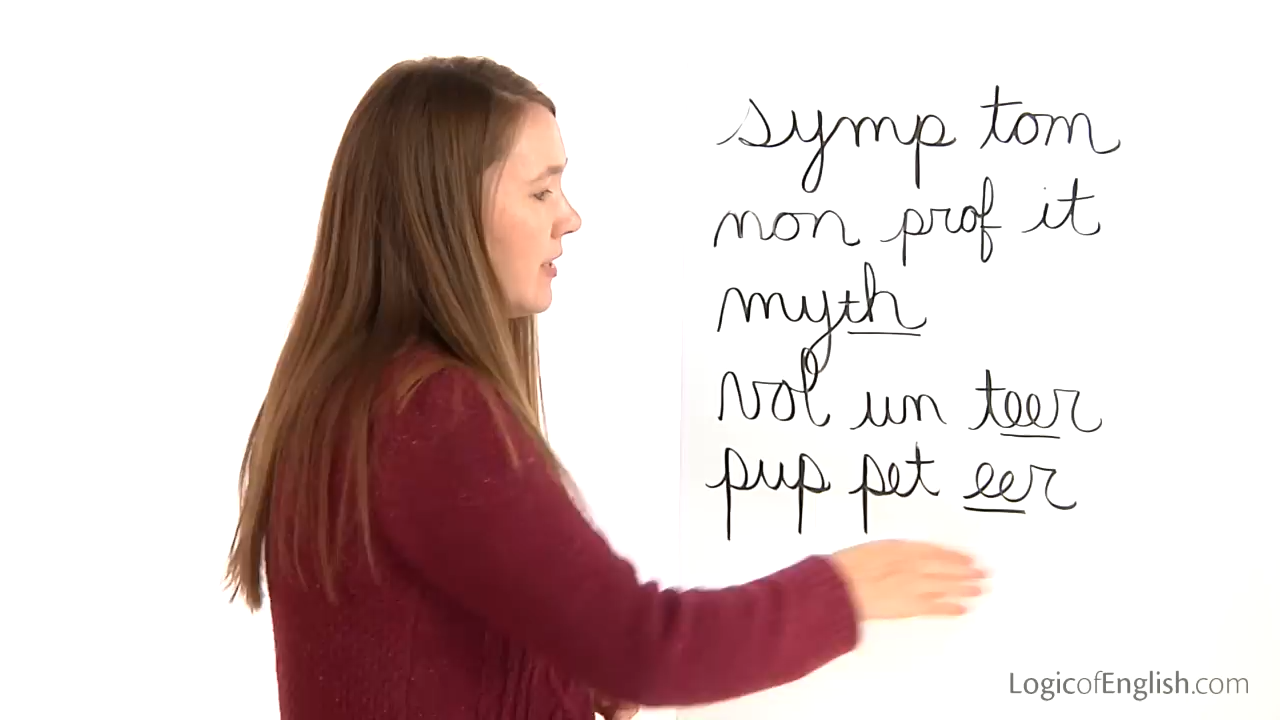 symp tom
non prof it
myth
vol un teer
pup pet eer
LogicofEnglish.com